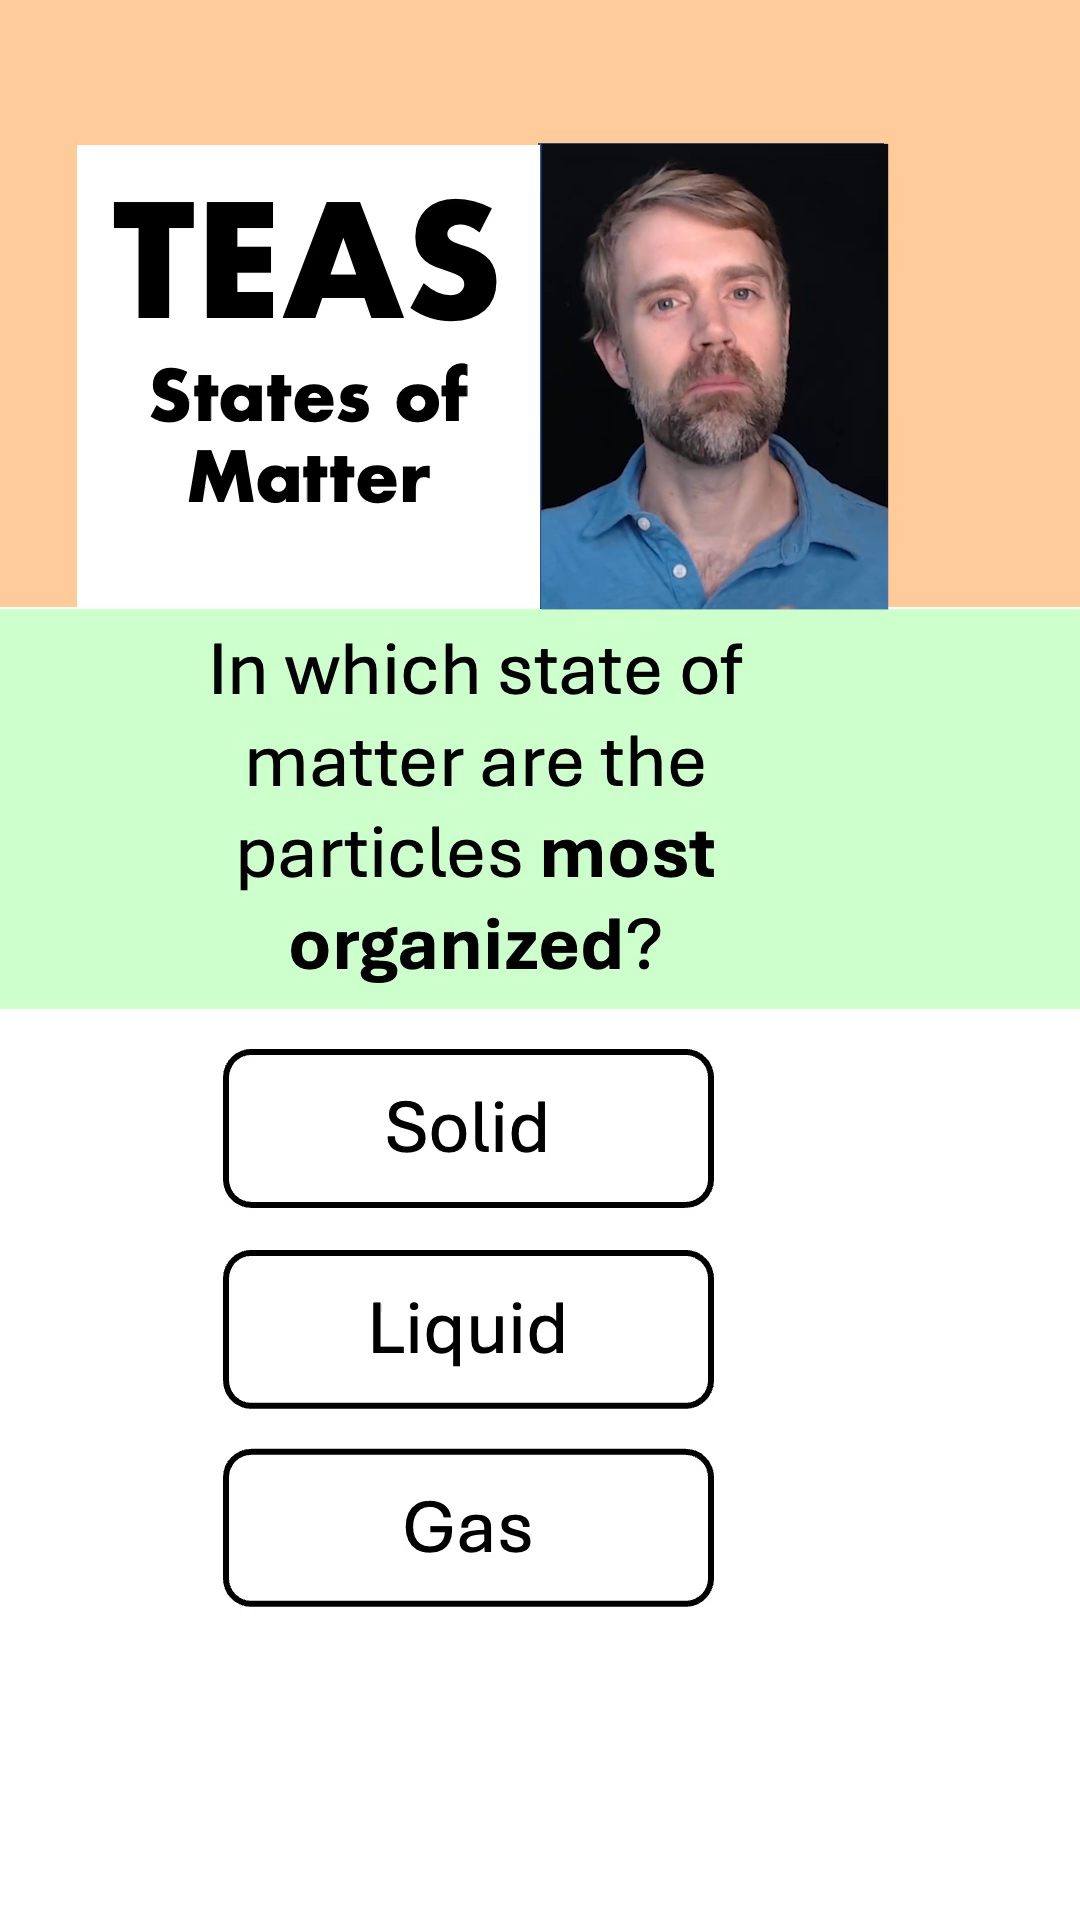 TEAS
States of
Matter
In which state of
matter are the
particles most
organized?
Solid
Liquid
Gas